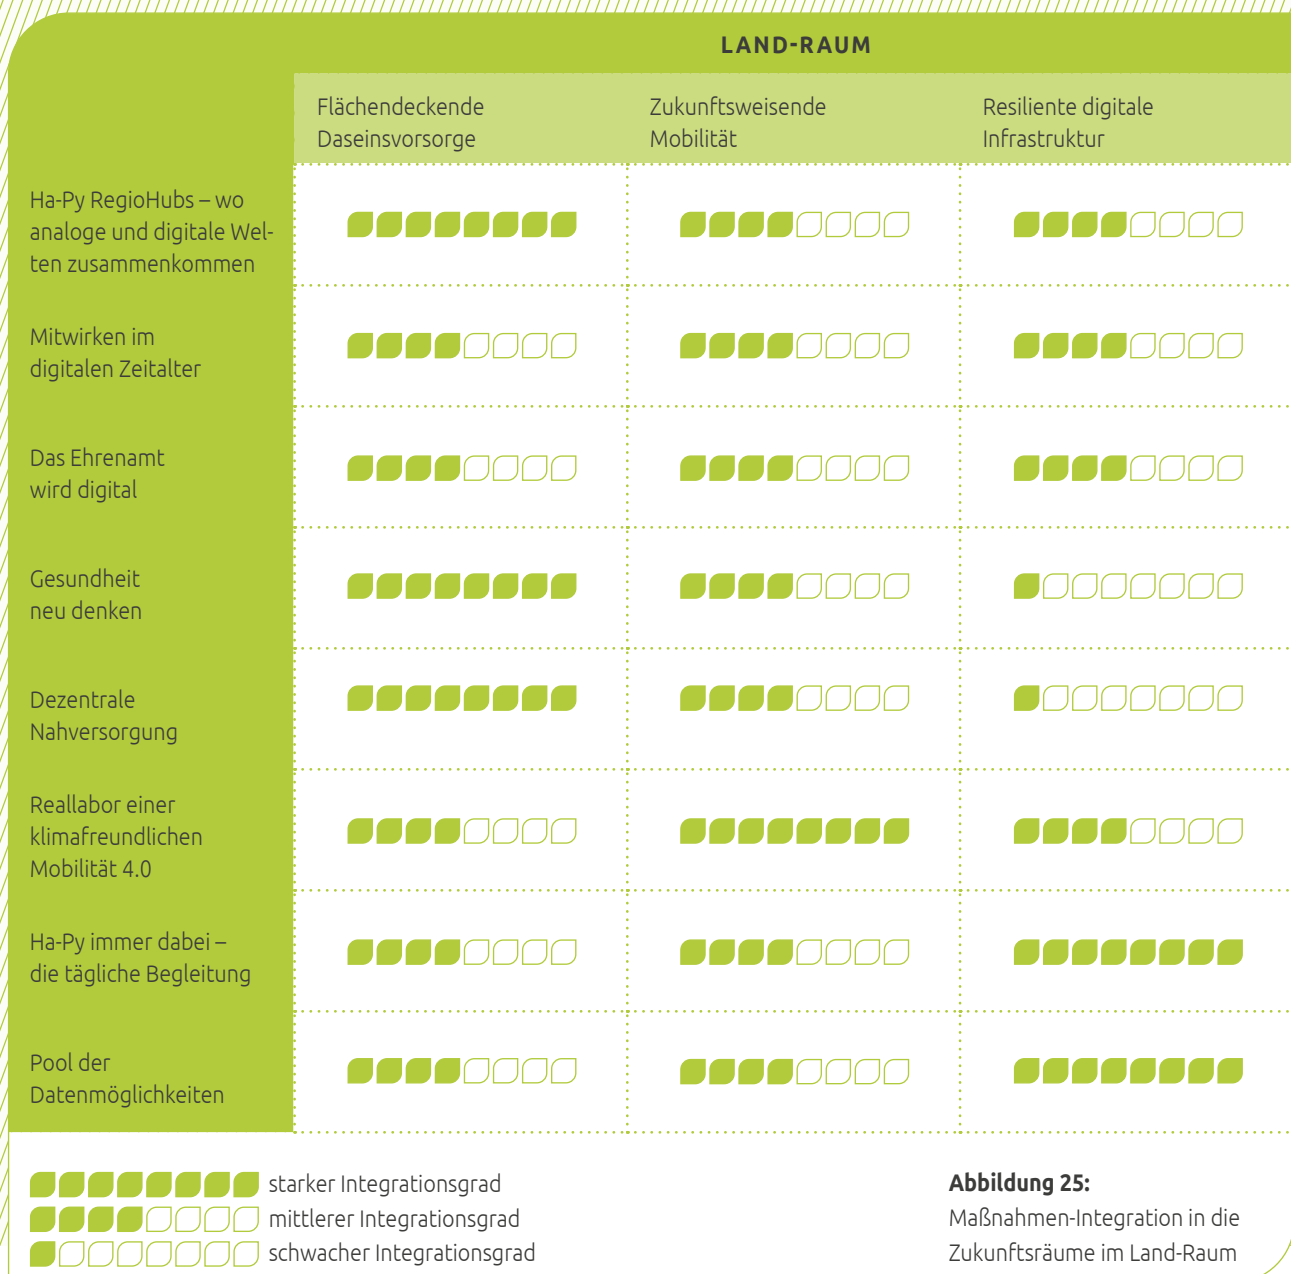 LAND-RAUM
Flächendeckende
Daseinsvorsorge
Zukunftsweisende
Mobilität
Resiliente digitale
Infrastruktur
Ha-Py RegioHubs – wo
analoge und digitale Wel-
ten zusammenkommen
Mitwirken im
digitalen Zeitalter
Das Ehrenamt
wird digital
Gesundheit
neu denken
Dezentrale
Nahversorgung
Reallabor einer
klimafreundlichen
Mobilität 4.0
Ha-Py immer dabei –
die tägliche Begleitung
Pool der
Datenmöglichkeiten
starker Integrationsgrad
mittlerer Integrationsgrad
schwacher Integrationsgrad
Abbildung 25:
Maßnahmen-Integration in die
Zukunftsräume im Land-Raum